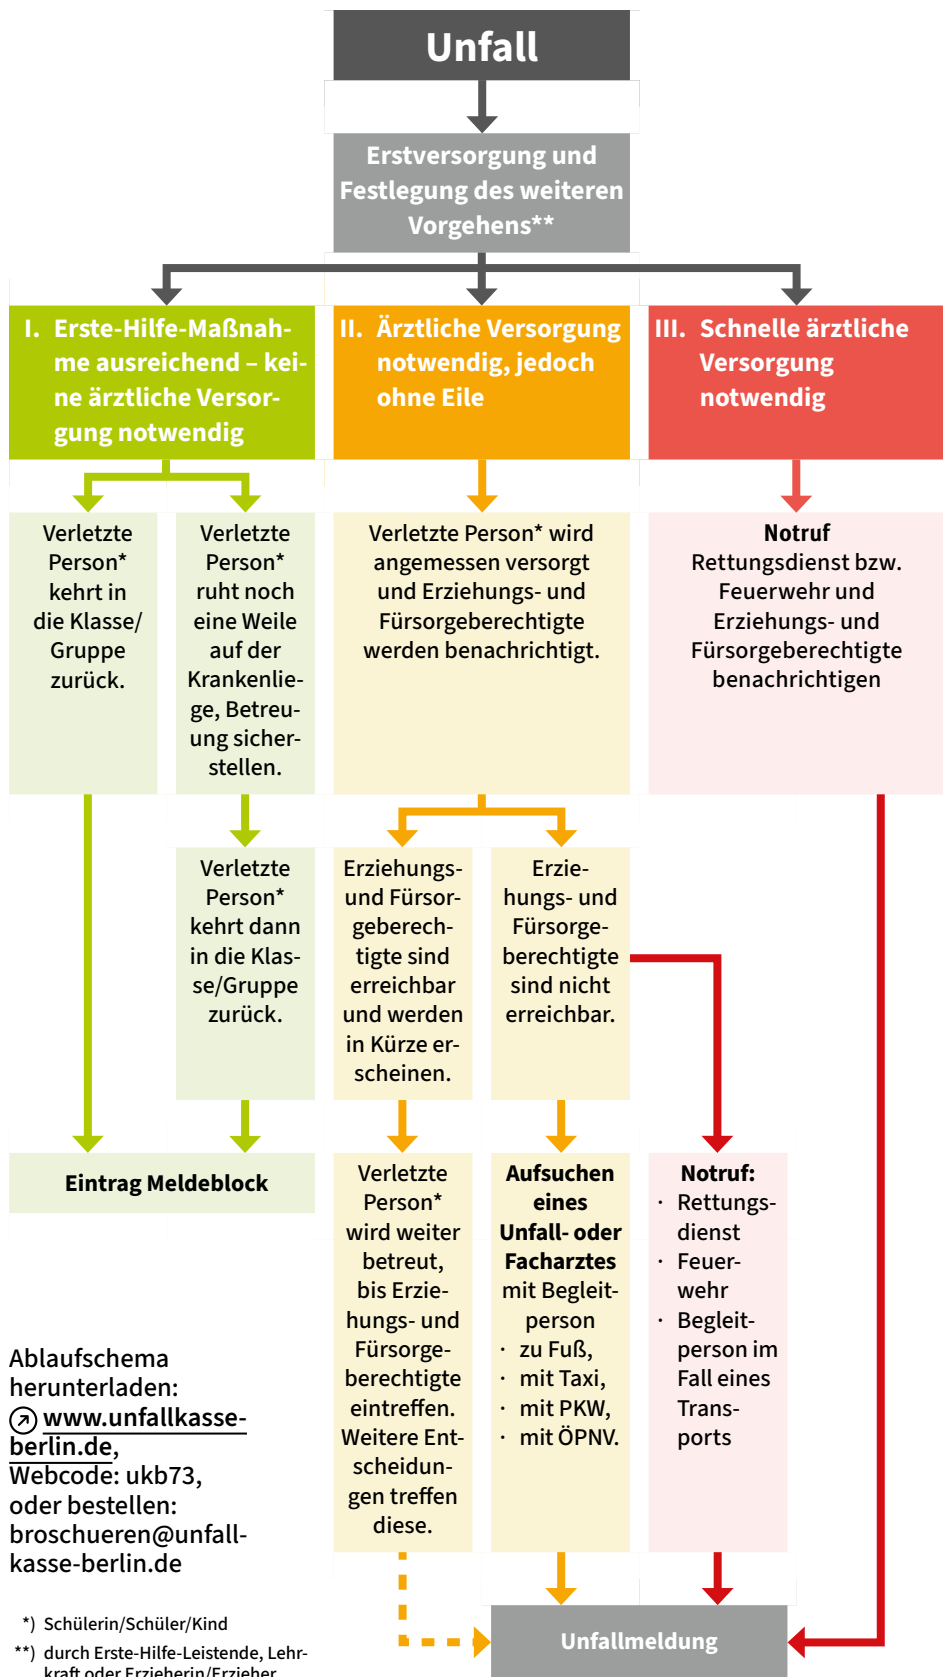 Unfall
Erstversorgung und
Festlegung des weiteren
Vorgehens**
I. Erste-Hilfe-Maßnah-
me ausreichend – kei-
ne ärztliche Versor-
gung notwendig
II. Ärztliche Versorgung
notwendig, jedoch
ohne Eile
III. Schnelle ärztliche
Versorgung
notwendig
Verletzte
Person*
kehrt in
die Klasse/
Gruppe
zurück.
Verletzte
Person*
ruht noch
eine Weile
auf der
Krankenlie-
ge, Betreu-
ung sicher-
stellen.
Verletzte Person* wird
angemessen versorgt
und Erziehungs- und
Fürsorgeberechtigte
werden benachrichtigt.
Notruf
Rettungsdienst bzw.
Feuerwehr und
Erziehungs- und
Fürsorgeberechtigte
benachrichtigen
Verletzte
Person*
kehrt dann
in die Klas-
se/Gruppe
zurück.
Erziehungs-
und Fürsor-
geberech-
tigte sind
erreichbar
und werden
in Kürze er-
scheinen.
Erzie-
hungs- und
Fürsorge-
berechtigte
sind nicht
erreichbar.
Eintrag Meldeblock
Verletzte
Person*
wird weiter
betreut,
bis Erzie-
hungs- und
Fürsorge-
berechtigte
eintreffen.
Weitere Ent-
scheidun-
gen treffen
diese.
Aufsuchen
eines
Unfall- oder
Facharztes
mit Begleit-
person
· zu Fuß,
· mit Taxi,
· mit PKW,
· mit ÖPNV.
Notruf:
· Rettungs-
dienst
· Feuer-
wehr
· Begleit-
person im
Fall eines
Trans-
ports
Ablaufschema
herunterladen:
www.unfallkasse-
berlin.de,
Webcode: ukb73,
oder bestellen:
broschueren@unfall-
kasse-berlin.de
*) Schülerin/Schüler/Kind
**) durch Erste-Hilfe-Leistende, Lehr-
kraft oder Erzieherin/Erzieher
Unfallmeldung